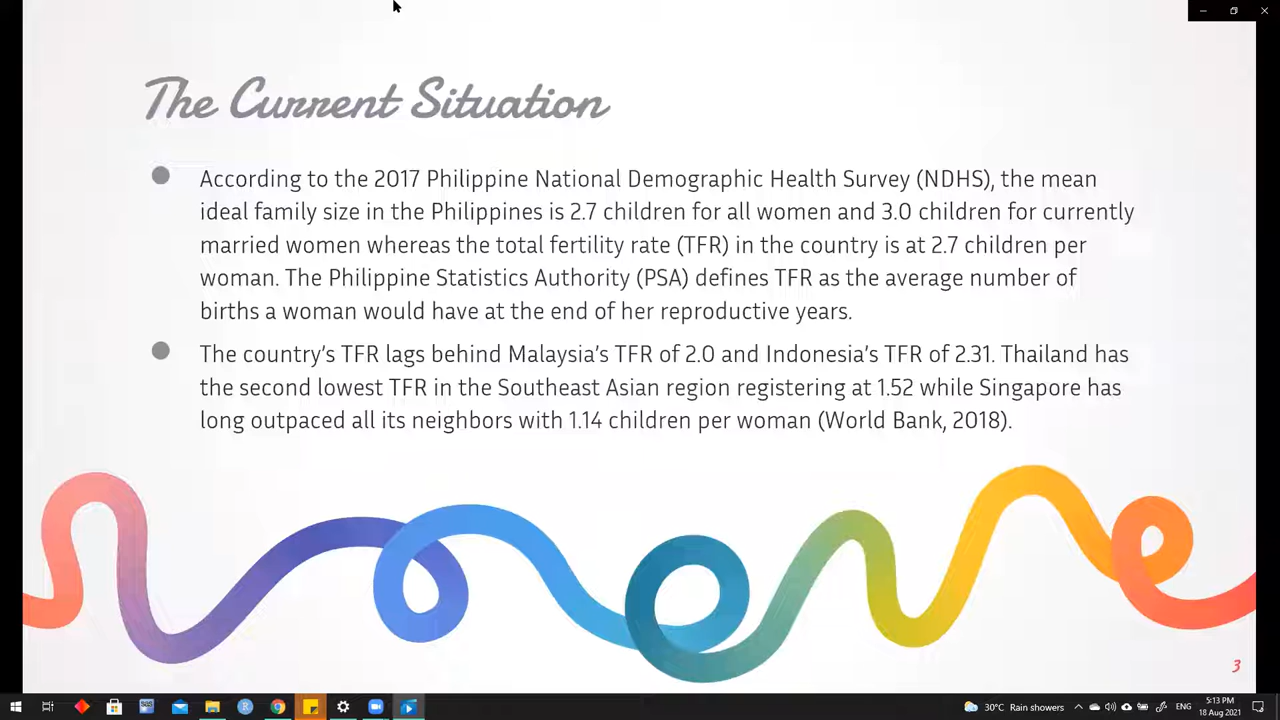 The Current Situation
According to the 2017 Philippine National Demographic Health Survey (NDHS), the mean
ideal family size in the Philippines is 2.7 children for all women and 3.0 children for currently
married women whereas the total fertility rate (TFR) in the country is at 2.7 children per
woman. The Philippine Statistics Authority (PSA) defines TFR as the average number of
births a woman would have at the end of her reproductive years.
The country's TFR lags behind Malaysia's TFR of 2.0 and Indonesia's TFR of 2.31. Thailand has
the second lowest TFR in the Southeast Asian region registering at 1.52 while Singapore has
long outpaced all its neighbors with 1.14 children per woman (World Bank, 2018).
3
30°C Rain showers
ENG
5:13 PM
18 Aug 2021